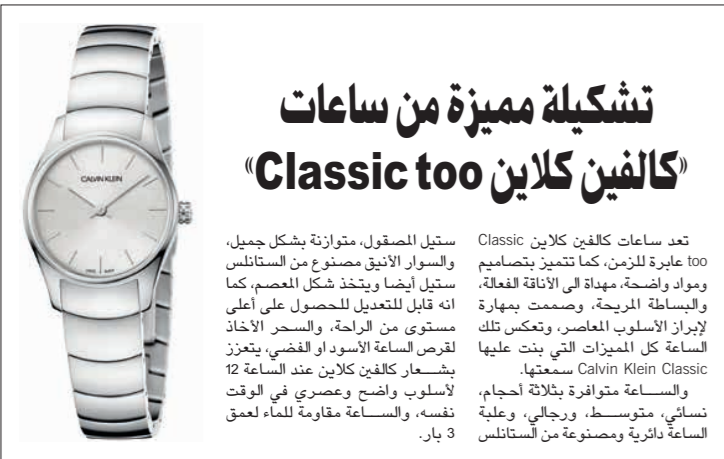 تشكيلة مميزة من ساعات
«كالفين كلاين Classic too»
تعد ساعات كالفين كلاين Classic
too عابرة للزمن، كما تتميز بتصاميم
ومواد واضحة، مهداة الى الأناقة الفعالة،
والبساطة المريحة، وصممت بمهارة
لإبراز الأسلوب المعاصر، وتعكس تلك
الساعة كل الميزات التي بنت عليها
Calvin Klein Classic سمعتها.
والساعة متوافرة بثلاثة أحجام،
نسائي، متوسط، ورجالي، وعلبة
الساعة دائرية ومصنوعة من الستانلس
ستيل المصقول، متوازنة بشكل جميل،
والسوار الأنيق مصنوع من الستانلس
ستيل أيضا ويتخذ شكل المعصم، كما
انه قابل للتعديل للحصول على أعلى
مستوى من الراحة، والسحر الأخاذ
لقرص الساعة الأسود او الفضي، يتعزز
بشعار كالفين كلاين عند الساعة 12
لأسلوب واضح وعصري في الوقت
نفسه، والساعة مقاومة للماء لعمق
3 بار.
CALVIN KLEIN